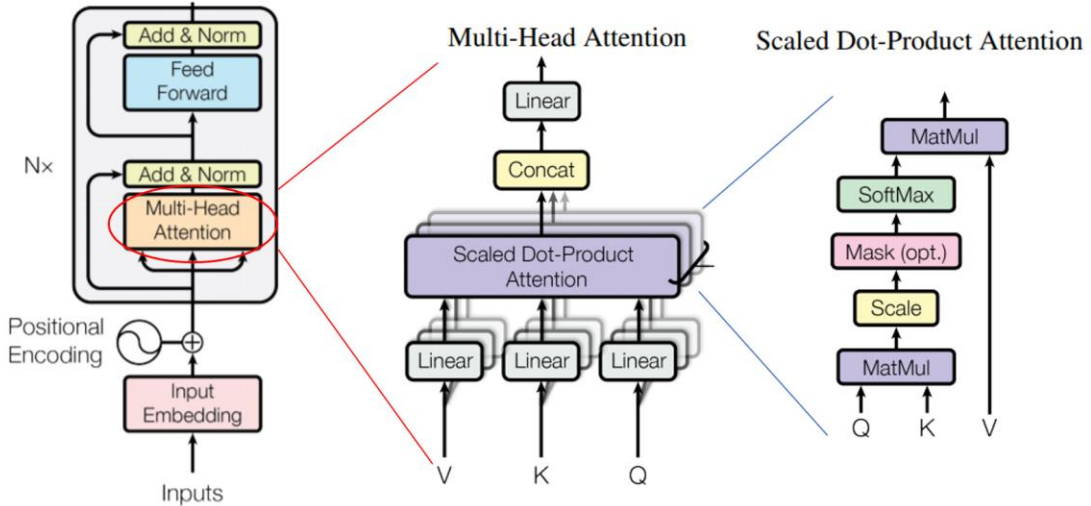 Add & Norm
Feed
Forward
Nx
Add & Norm
Multi-Head
Attention
Positional
Encoding
Input
Embedding
Inputs
Multi-Head Attention
Linear
Concat
Scaled Dot-Product
Attention
Linear
Linear
Linear
V
K
Q
Scaled Dot-Product Attention
MatMul
SoftMax
Mask (opt.)
Scale
MatMul
Q
K
V